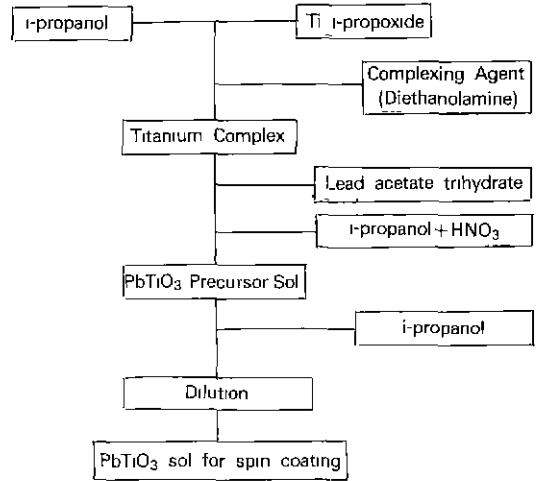 i-propanol
Ti i-propoxide
Complexing Agent
(Diethanolamine)
Titanium Complex
Lead acetate trihydrate
i-propanol + HNO₃
PbTiO₃ Precursor Sol
i-propanol
Dilution
PbTiO₃ sol for spin coating